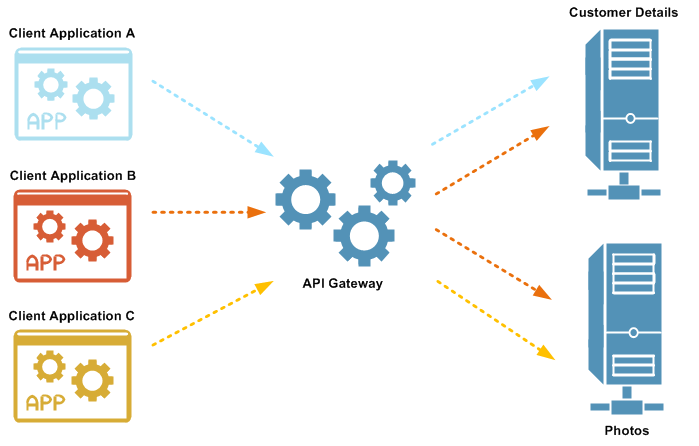 Customer Details
Client Application A
APP
Client Application B
APP
API Gateway
Client Application C
APP
Photos